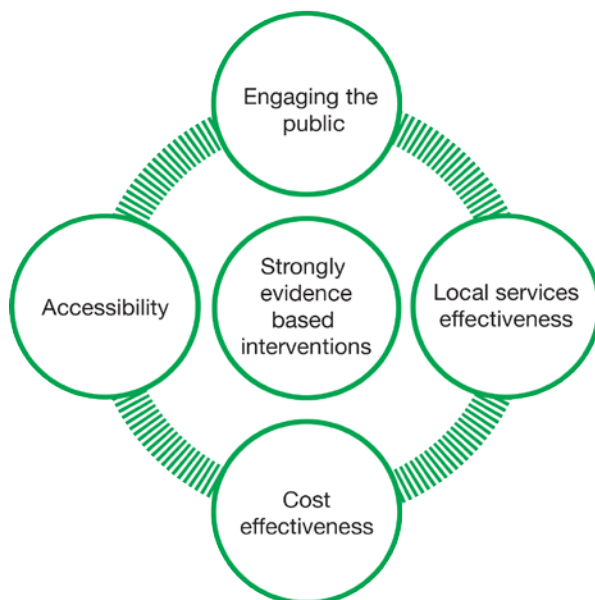 Engaging the
public
Accessibility
Strongly
evidence
based
interventions
Local services
effectiveness
Cost
effectiveness